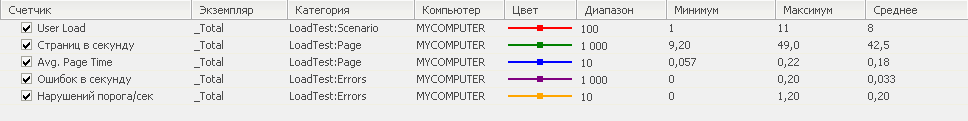 Счетчик Экземпляр Категория Компьютер Цвет Диапазон Минимум Максимум Среднее
User Load _Total LoadTest:Scenario MYCOMPUTER 100 1 11 8
Страниц в секунду _Total LoadTest:Page MYCOMPUTER 1 000 9,20 49,0 42,5
Avg. Page Time _Total LoadTest:Page MYCOMPUTER 10 0,057 0,22 0,18
Ошибок в секунду _Total LoadTest:Errors MYCOMPUTER 1 000 0 0,20 0,033
Нарушений порога/сек _Total LoadTest:Errors MYCOMPUTER 10 0 1,20 0,20